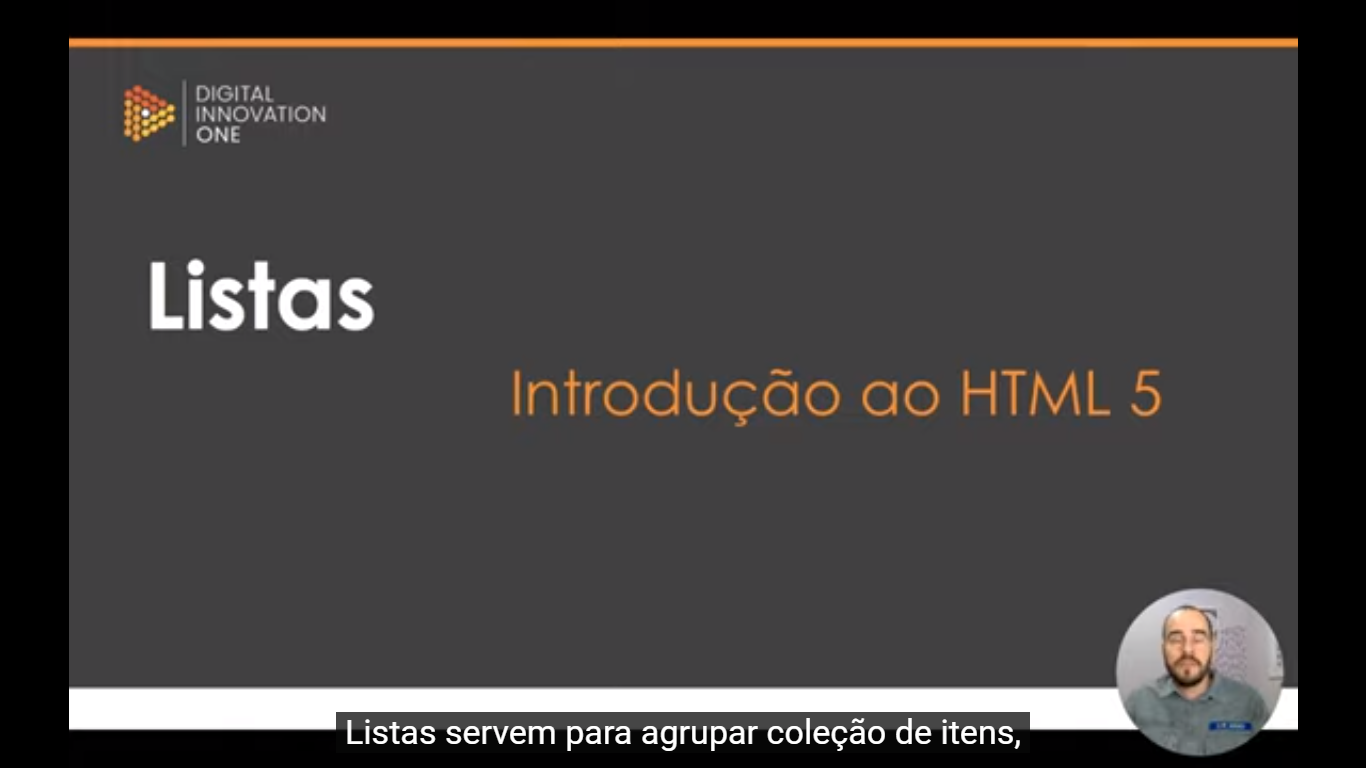 DIGITAL
INNOVATION
ONE
Listas
Introdução ao HTML 5
Listas servem para agrupar coleção de itens,